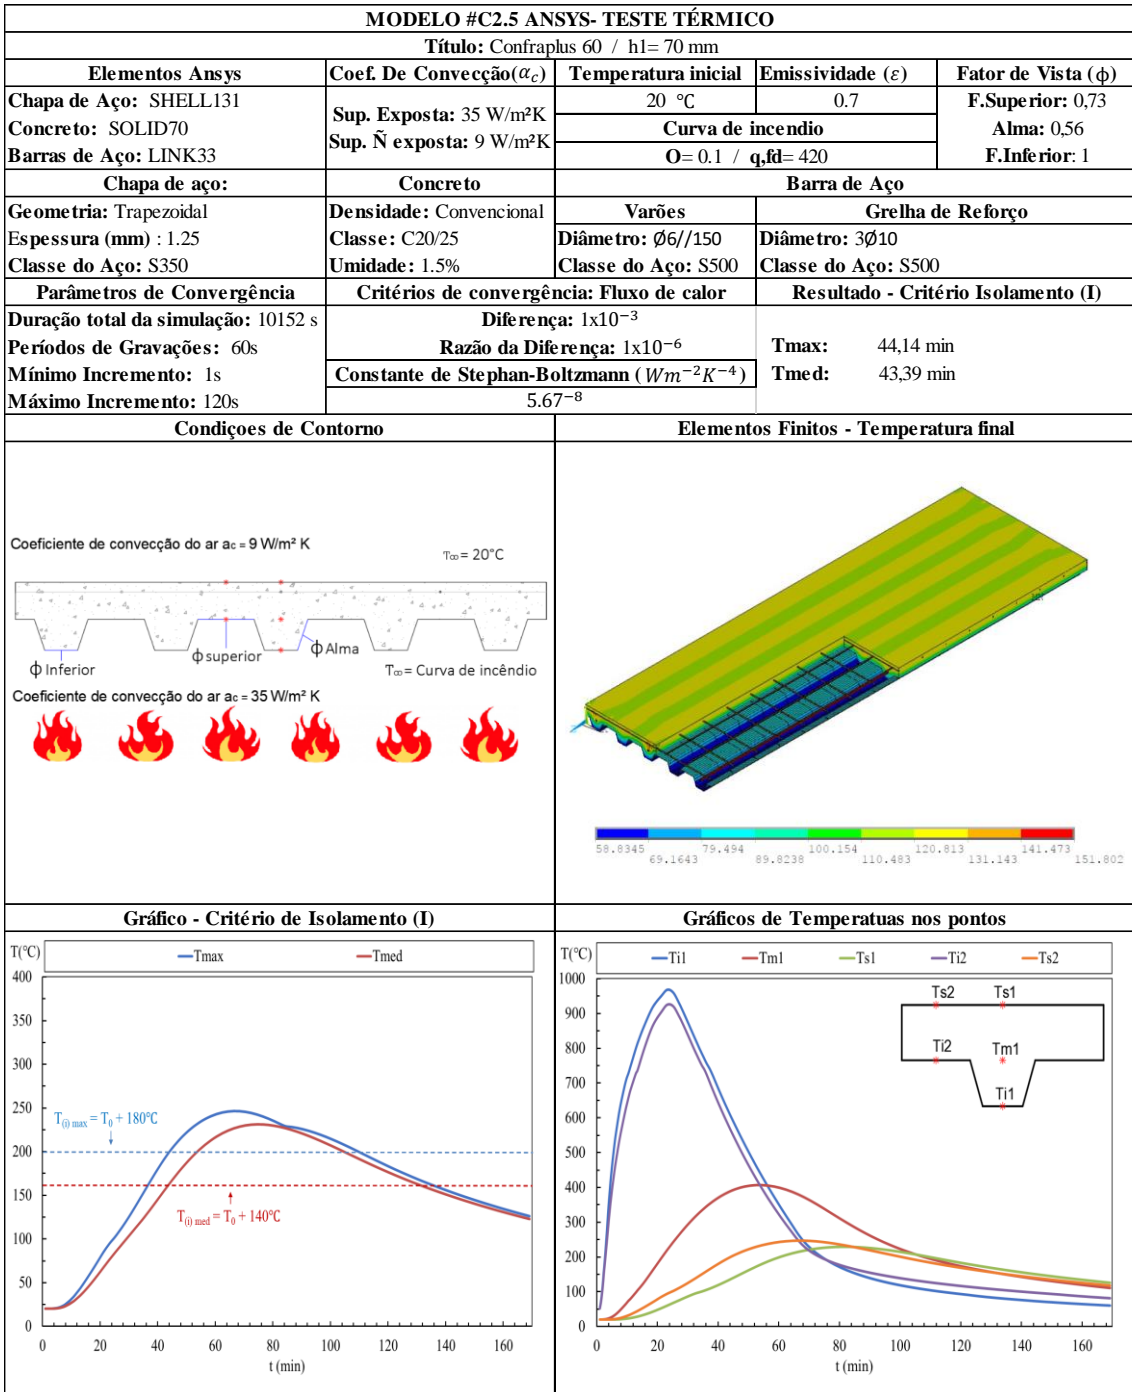 MODELO #C2.5 ANSYS- TESTE TÉRMICO
Título: Confraplus 60 / h1= 70 mm
Elementos Ansys
Coef. De Convecção(α_c)
Temperatura inicial
Emissividade (ε)
Fator de Vista (ϕ)
Chapa de Aço: SHELL131
Concreto: SOLID70
Barras de Aço: LINK33
Sup. Exposta: 35 W/m²K
Sup. Ñ exposta: 9 W/m²K
20 °C
0.7
Curva de incendio
O= 0.1 / q,fd= 420
F.Superior: 0,73
Alma: 0,56
F.Inferior: 1
Chapa de aço:
Concreto
Barra de Aço
Geometria: Trapezoidal
Espessura (mm) : 1.25
Classe do Aço: S350
Densidade: Convencional
Classe: C20/25
Umidade: 1.5%
Varões
Diâmetro: Ø6//150
Classe do Aço: S500
Grelha de Reforço
Diâmetro: 3Ø10
Classe do Aço: S500
Parâmetros de Convergência
Critérios de convergência: Fluxo de calor
Resultado - Critério Isolamento (I)
Duração total da simulação: 10152 s
Períodos de Gravações: 60s
Mínimo Incremento: 1s
Máximo Incremento: 120s
Diferença: 1x10⁻³
Razão da Diferença: 1x10⁻⁶
Constante de Stephan-Boltzmann ( Wm⁻²K⁻⁴)
5.67⁻⁸
Tmax: 44,14 min
Tmed: 43,39 min
Condiçoes de Contorno
Elementos Finitos - Temperatura final
Coeficiente de convecção do ar ac = 9 W/m² K
T∞ = 20°C
ϕ Inferior
ϕ superior
ϕ Alma
T∞ = Curva de incêndio
Coeficiente de convecção do ar ac = 35 W/m² K
58.8345
69.1643
79.494
89.8238
100.154
110.483
120.813
131.143
141.473
151.802
Gráfico - Critério de Isolamento (I)
Gráficos de Temperatuas nos pontos
T(°C)
Tmax
Tmed
400
350
300
250
200
150
100
50
0
T(i) max = T0 + 180°C
T(i) med = T0 + 140°C
0 20 40 60 80 100 120 140 160
t (min)
T(°C)
Ti1
Tm1
Ts1
Ti2
Ts2
1000
900
800
700
600
500
400
300
200
100
0
Ts2
Ts1
Ti2
Tm1
Ti1
0 20 40 60 80 100 120 140 160
t (min)